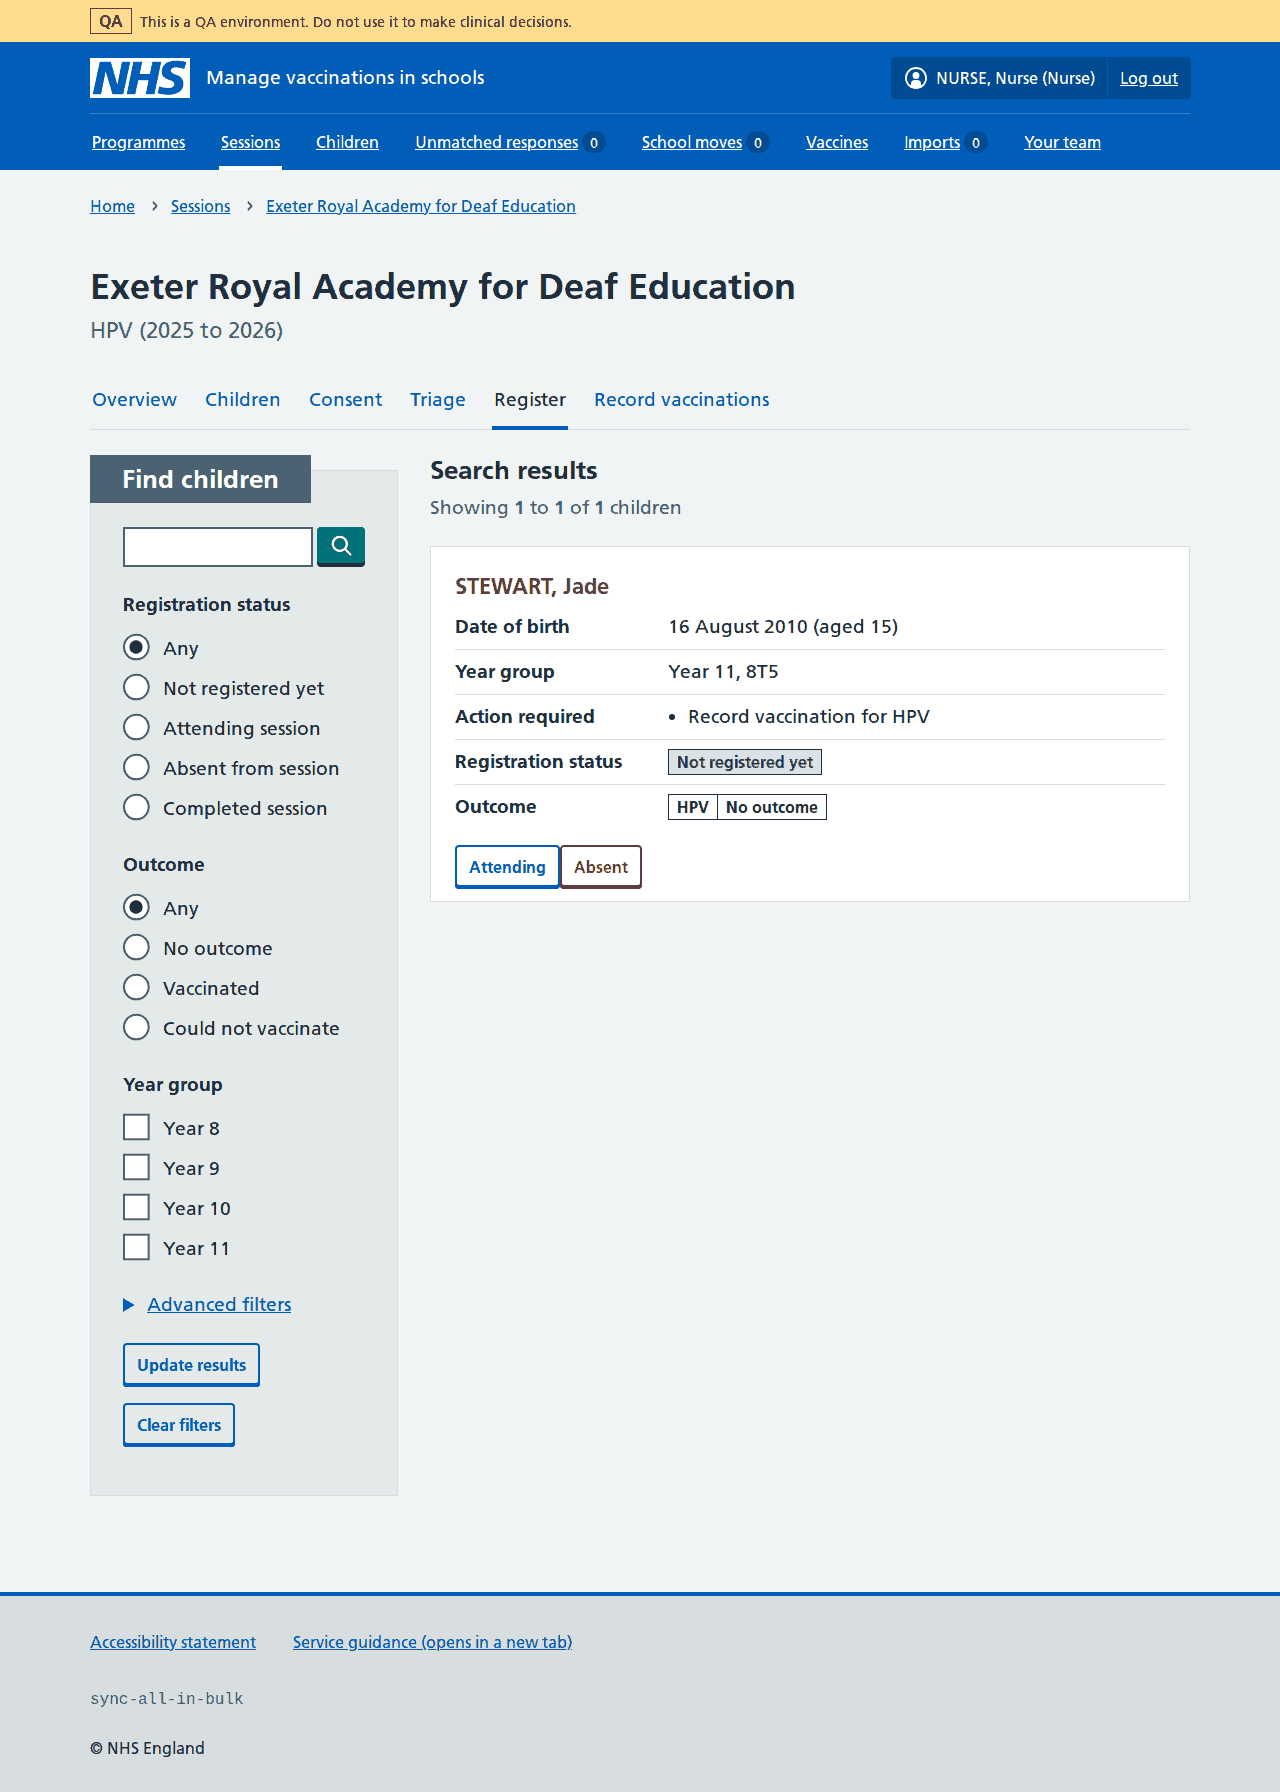 QA This is a QA environment. Do not use it to make clinical decisions.
NHS Manage vaccinations in schools NURSE, Nurse (Nurse) Log out
Programmes Sessions Children Unmatched responses 0 School moves 0 Vaccines Imports 0 Your team
Home Sessions Exeter Royal Academy for Deaf Education
Exeter Royal Academy for Deaf Education
HPV (2025 to 2026)
Overview Children Consent Triage Register Record vaccinations
Find children
Registration status
Any
Not registered yet
Attending session
Absent from session
Completed session
Outcome
Any
No outcome
Vaccinated
Could not vaccinate
Year group
Year 8
Year 9
Year 10
Year 11
Advanced filters
Update results
Clear filters
Search results
Showing 1 to 1 of 1 children
STEWART, Jade
Date of birth 16 August 2010 (aged 15)
Year group Year 11, 8T5
Action required • Record vaccination for HPV
Registration status Not registered yet
Outcome HPV No outcome
Attending Absent
Accessibility statement Service guidance (opens in a new tab)
sync-all-in-bulk
© NHS England